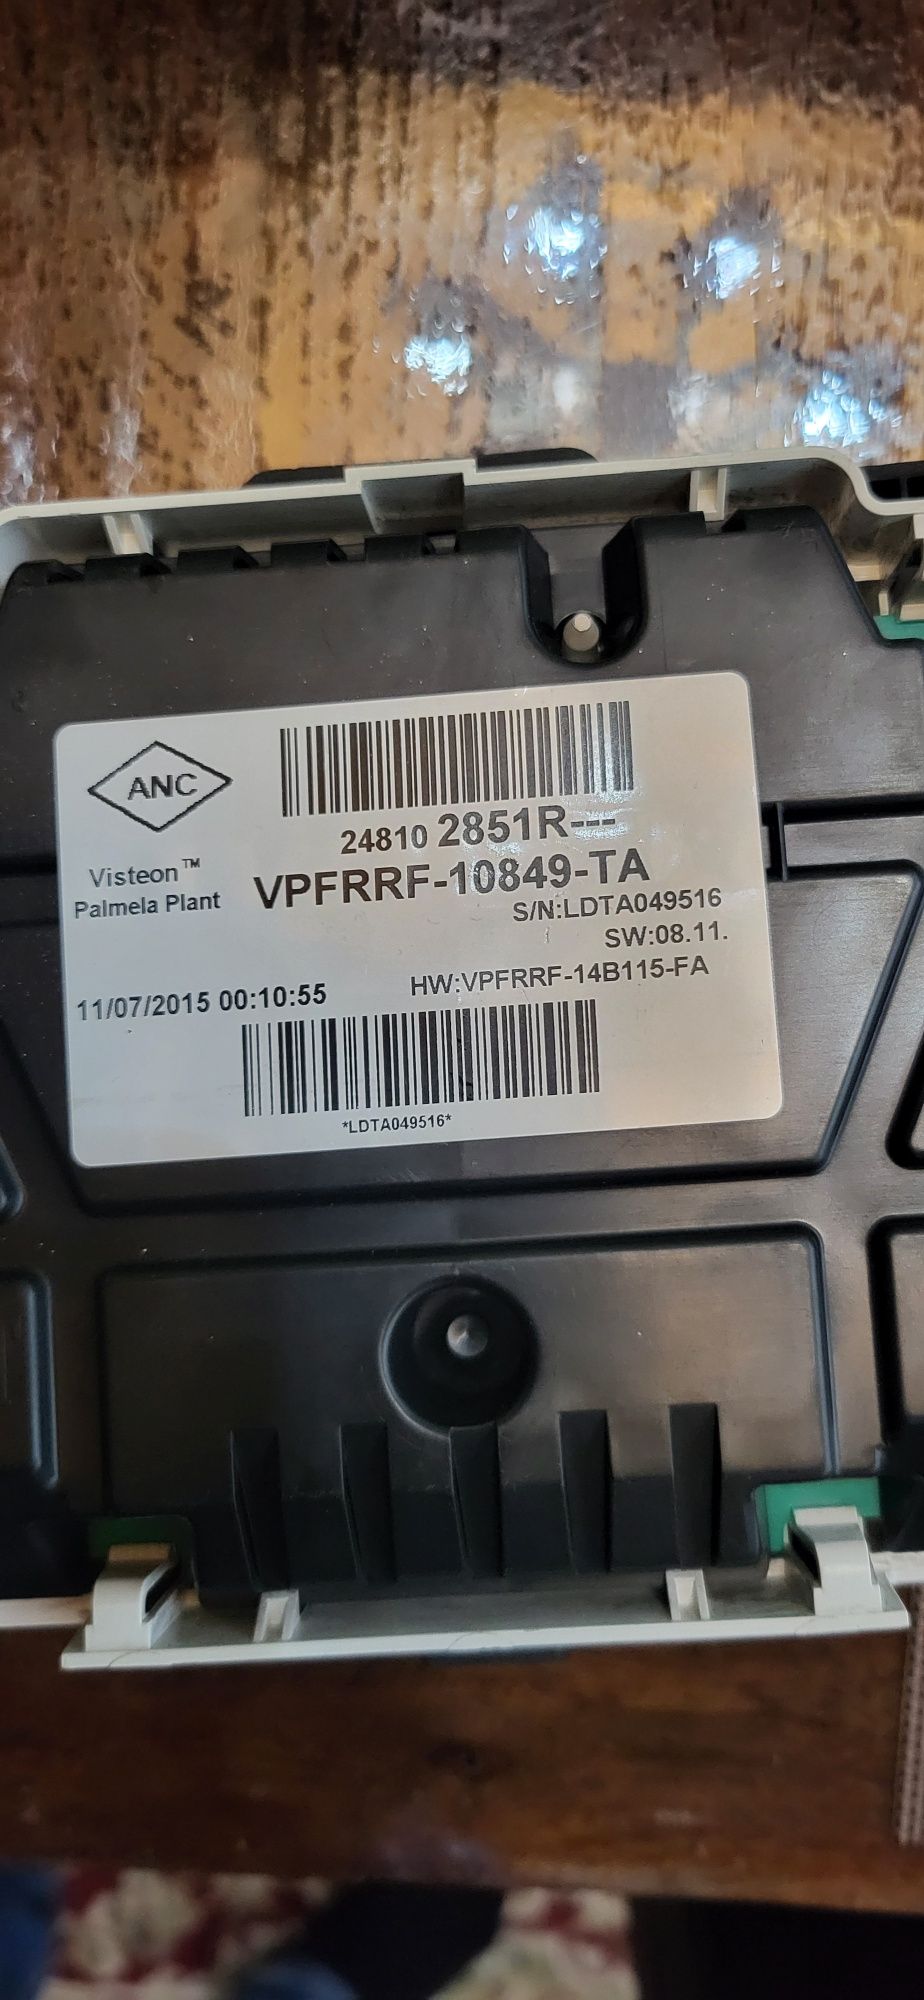 ANC
24810 2851R---
Visteon™
Palmela Plant
VPFRRF-10849-TA
S/N:LDTA049516
SW:08.11.
11/07/2015 00:10:55
HW:VPFRRF-14B115-FA
*LDTA049516*